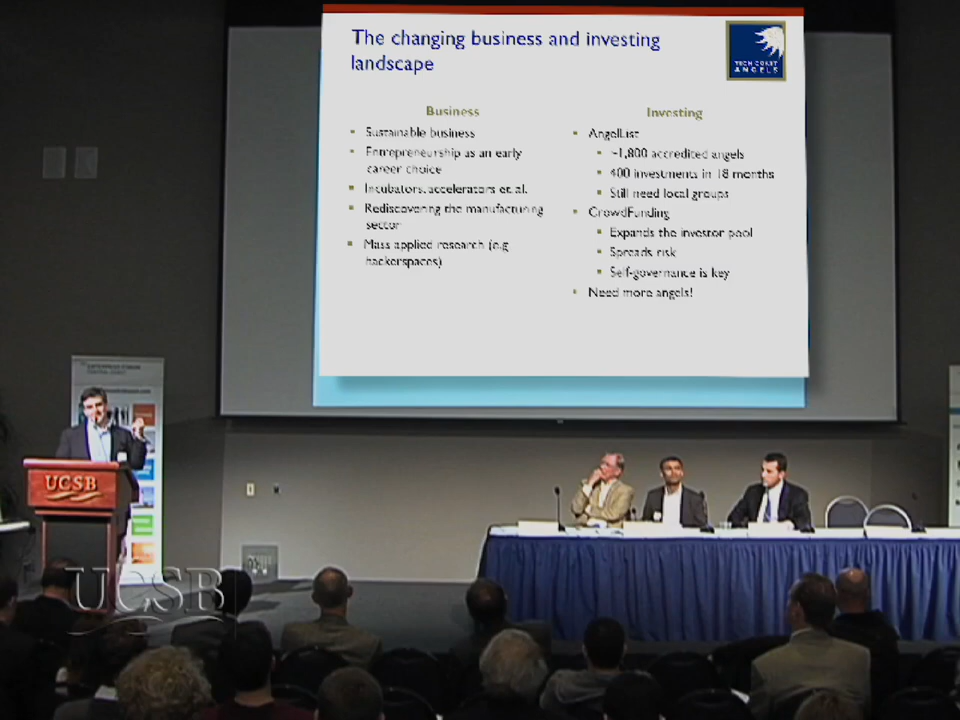 The changing business and investing
landscape
TECH COAST
ANGELS
Business
Sustainable business
Entrepreneurship as an early
career choice
Incubators, accelerators et. al.
Rediscovering the manufacturing
sector
Mass applied research (e.g
hackerspaces)
Investing
AngelList
~1,800 accredited angels
400 investments in 18 months
Still need local groups
CrowdFunding
Expands the investor pool
Spreads risk
Self-governance is key
Need more angels!
UCSB
UCSB